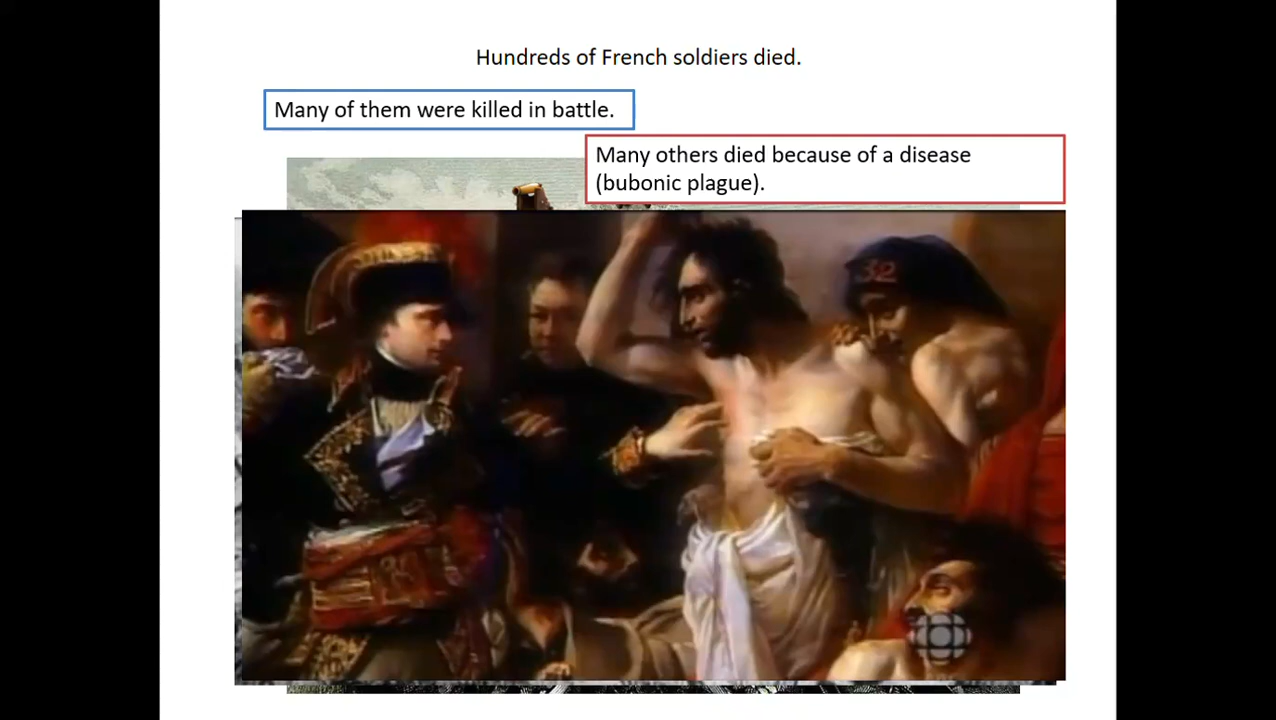 Hundreds of French soldiers died.
Many of them were killed in battle.
Many others died because of a disease
(bubonic plague).
32